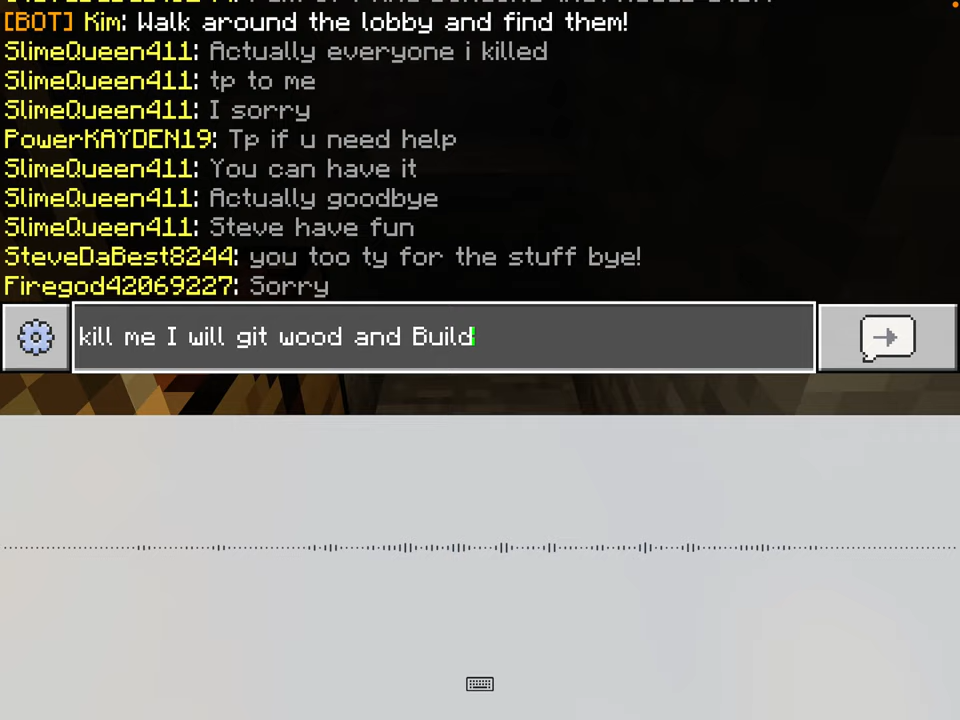 [BOT] Kim: Walk around the lobby and find them!
SlimeQueen411: Actually everyone i killed
SlimeQueen411: tp to me
SlimeQueen411: I sorry
PowerKAYDEN19: Tp if u need help
SlimeQueen411: You can have it
SlimeQueen411: Actually goodbye
SlimeQueen411: Steve have fun
SteveDaBest8244: you too ty for the stuff bye!
Firegod42069227: Sorry
kill me I will git wood and Build